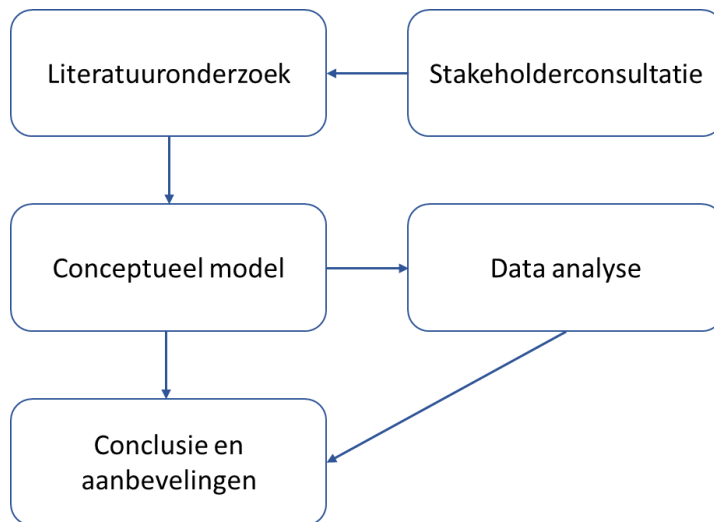 Literatuuronderzoek
Stakeholderconsultatie
Conceptueel model
Data analyse
Conclusie en
aanbevelingen